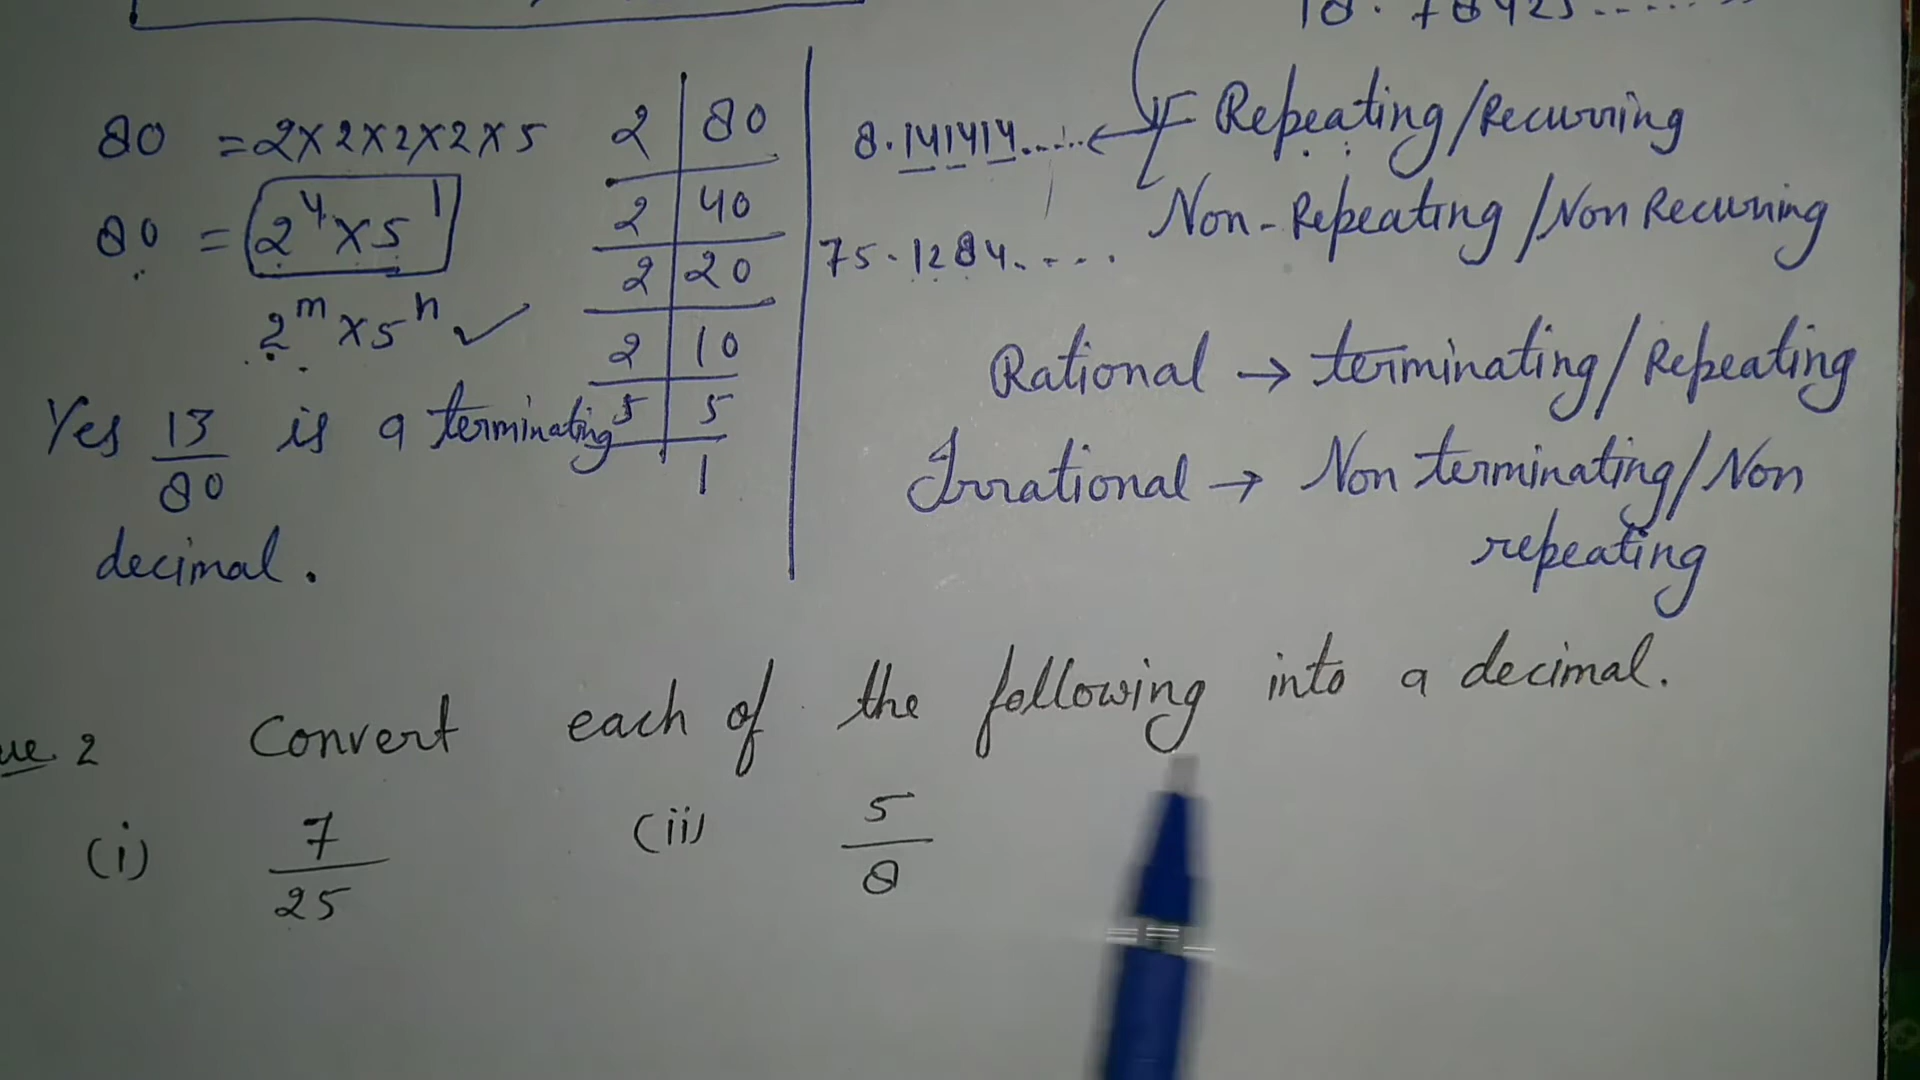 18.78425.......
80 = 2×2×2×2×5
80 = 2⁴×5¹
2ᵐ×5ⁿ ✓
Yes 13/80 is a terminating
decimal.
2 | 80
2 | 40
2 | 20
2 | 10
5 | 5
1
8.141414...... ← Repeating/Recurring
Non-Repeating/Non Recurring
75.1284.....
Rational → terminating/Repeating
Irrational → Non terminating/Non
repeating
ue 2 Convert each of the following into a decimal.
(i) 7/25 (ii) 5/8